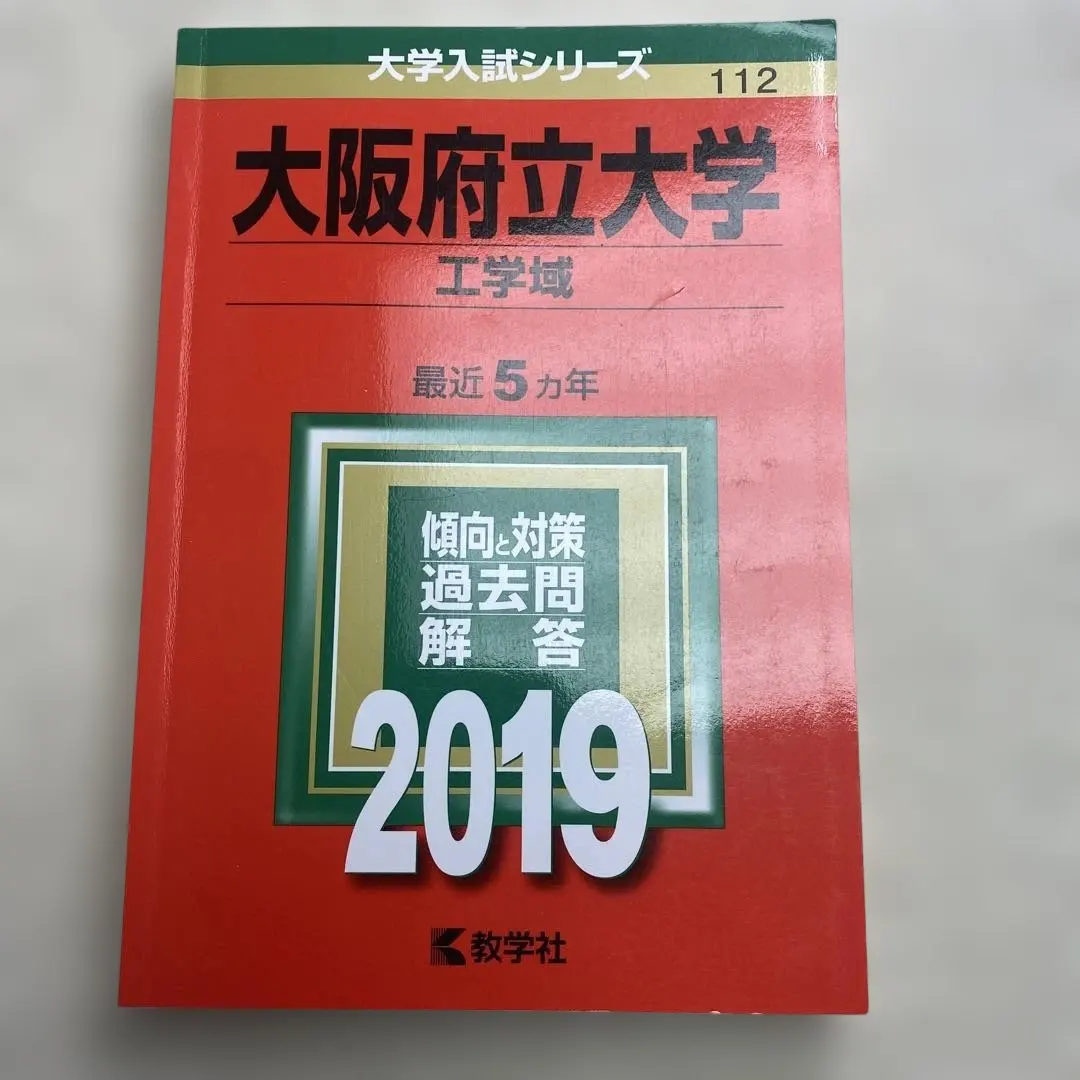 大学入試シリーズ
112
大阪府立大学
工学域
最近5ヵ年
傾向と対策
過去問
解答
2019
教学社